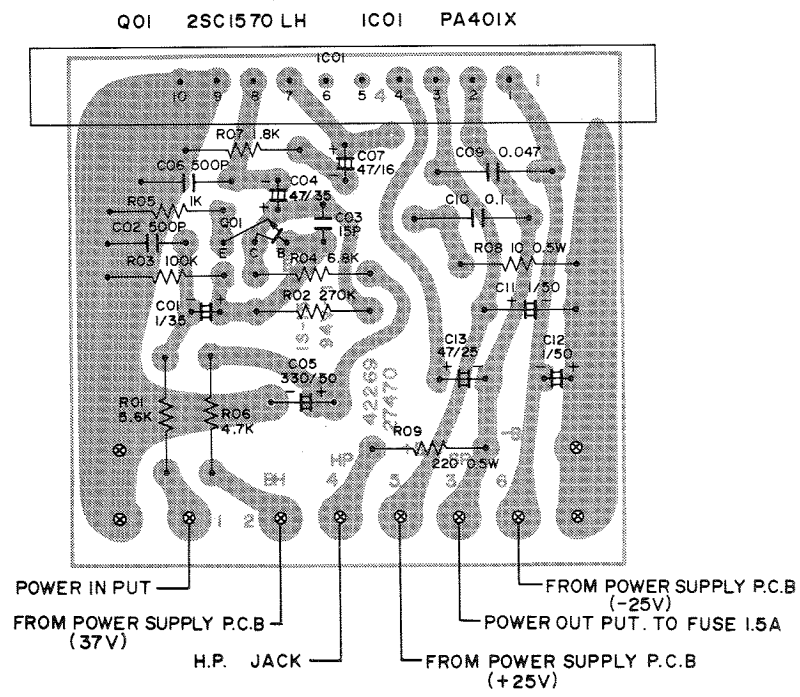 Q01 2SC1570 LH IC01 PA401X
IC01
10 9 8 7 6 5 4 3 2 1
4 1
R07 1.8K
C06 500P
C07
47/16
C09 0.047
C04
47/35
R05
1K
C10 0.1
Q01
C03
15P
C02 500P
E C B
R08 10 0.5W
R03 100K
R04 6.8K
C01
1/35
R02 270K
C11 1/50
C13
47/25
C12
1/50
C05
330/50
42269
27470
R01
5.6K
R06
4.7K
R09
220 0.5W
BH HP
1 2 4 5 3 6
POWER IN PUT
FROM POWER SUPPLY P.C.B
(37V)
H.P. JACK
FROM POWER SUPPLY P.C.B
(-25V)
POWER OUT PUT. TO FUSE 1.5A
FROM POWER SUPPLY P.C.B
(+25V)